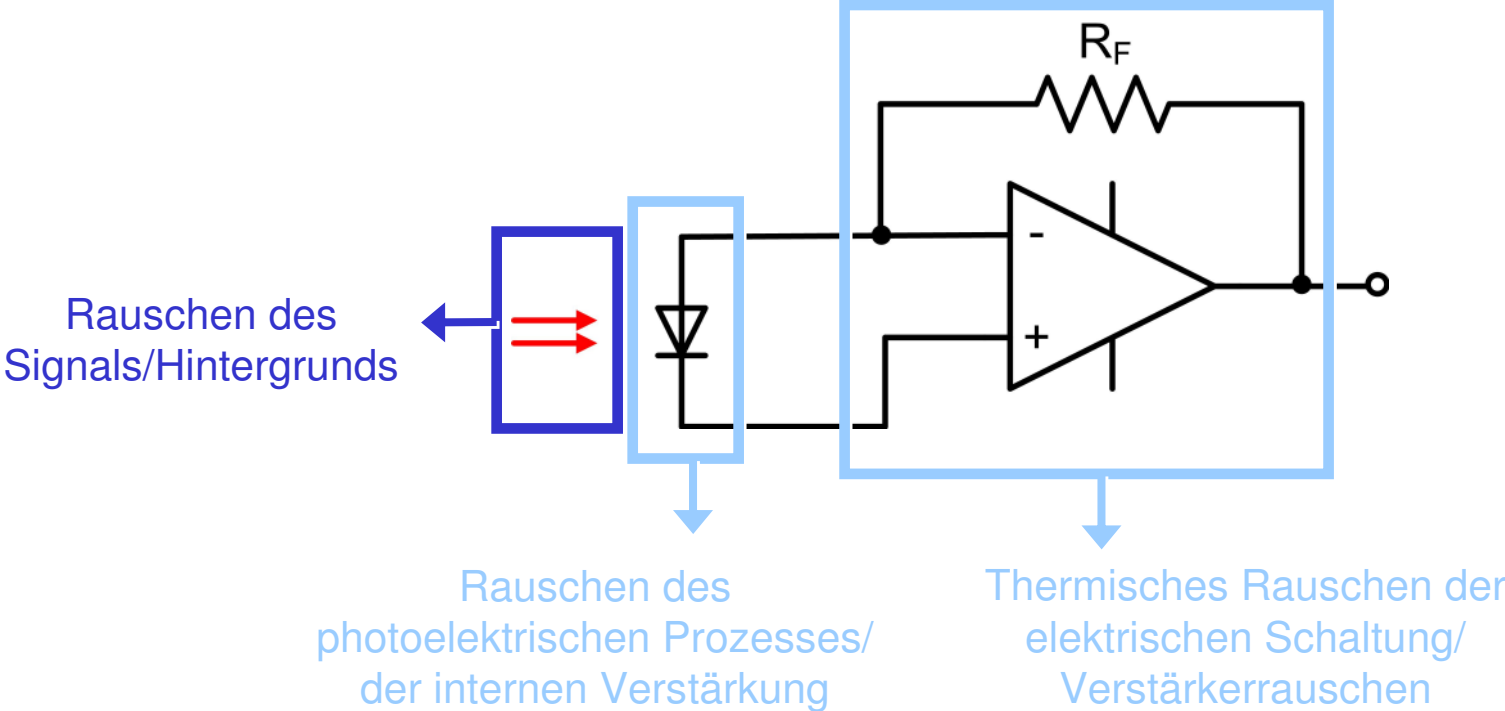 R_F
-
+
Rauschen des
Signals/Hintergrunds
Rauschen des
photoelektrischen Prozesses/
der internen Verstärkung
Thermisches Rauschen der
elektrischen Schaltung/
Verstärkerrauschen